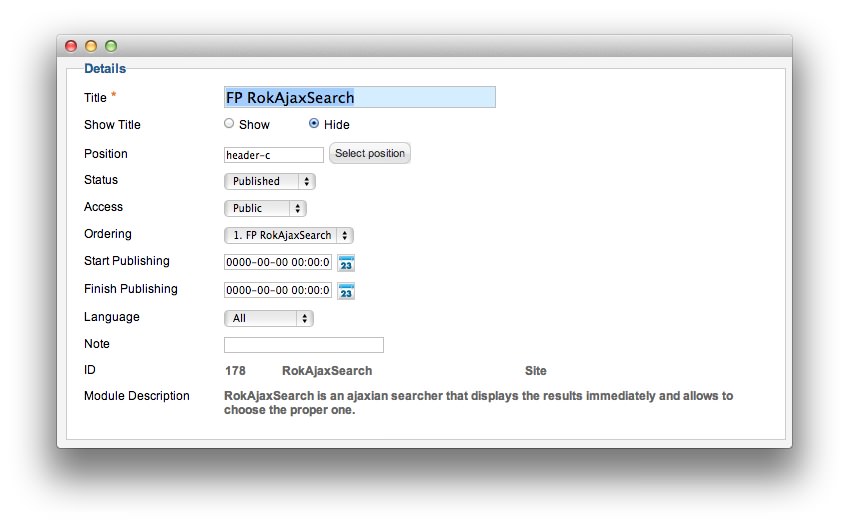 Details
Title * FP RokAjaxSearch
Show Title Show Hide
Position header-c Select position
Status Published
Access Public
Ordering 1. FP RokAjaxSearch
Start Publishing 0000-00-00 00:00:0 23
Finish Publishing 0000-00-00 00:00:0 23
Language All
Note
ID 178 RokAjaxSearch Site
Module Description RokAjaxSearch is an ajaxian searcher that displays the results immediately and allows to
choose the proper one.